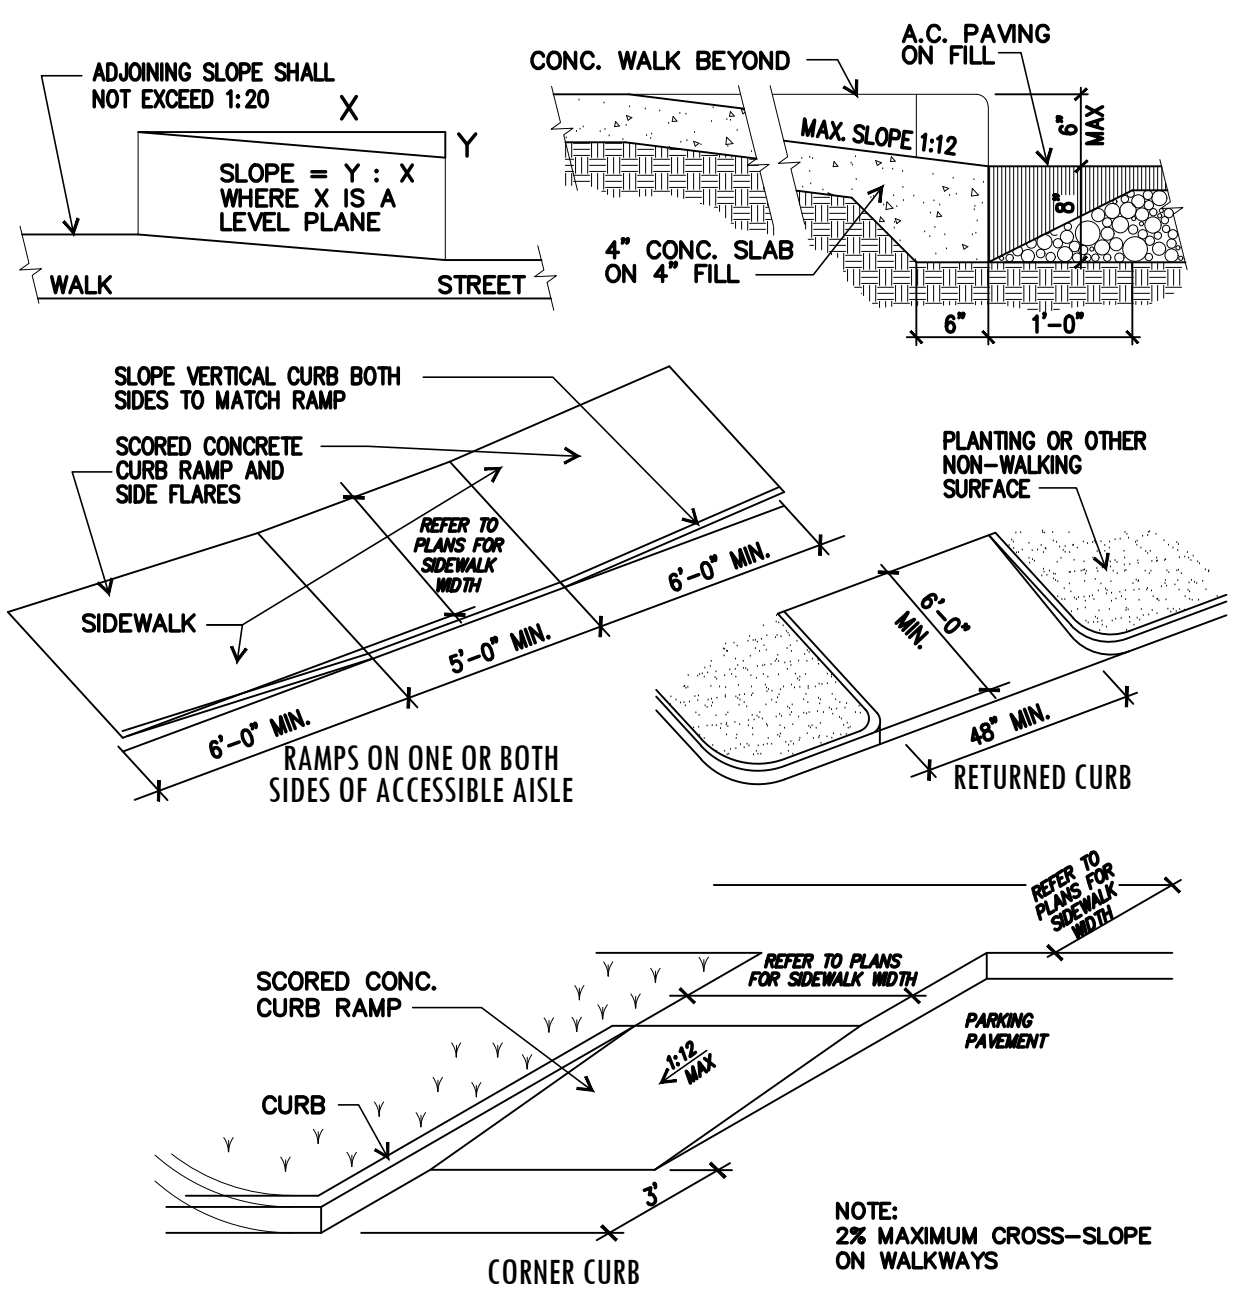 ADJOINING SLOPE SHALL
NOT EXCEED 1:20
X
Y
SLOPE = Y : X
WHERE X IS A
LEVEL PLANE
WALK
STREET
CONC. WALK BEYOND
A.C. PAVING
ON FILL
MAX. SLOPE 1:12
6"
MAX
8"
4" CONC. SLAB
ON 4" FILL
6"
1'-0"
SLOPE VERTICAL CURB BOTH
SIDES TO MATCH RAMP
SCORED CONCRETE
CURB RAMP AND
SIDE FLARES
REFER TO
PLANS FOR
SIDEWALK
WIDTH
SIDEWALK
6'-0" MIN.
5'-0" MIN.
6'-0" MIN.
RAMPS ON ONE OR BOTH
SIDES OF ACCESSIBLE AISLE
PLANTING OR OTHER
NON-WALKING
SURFACE
6'-0"
MIN.
48" MIN.
RETURNED CURB
REFER TO
PLANS FOR
SIDEWALK
WIDTH
SCORED CONC.
CURB RAMP
REFER TO PLANS
FOR SIDEWALK WIDTH
PARKING
PAVEMENT
1:12
MAX
CURB
3'
CORNER CURB
NOTE:
2% MAXIMUM CROSS-SLOPE
ON WALKWAYS